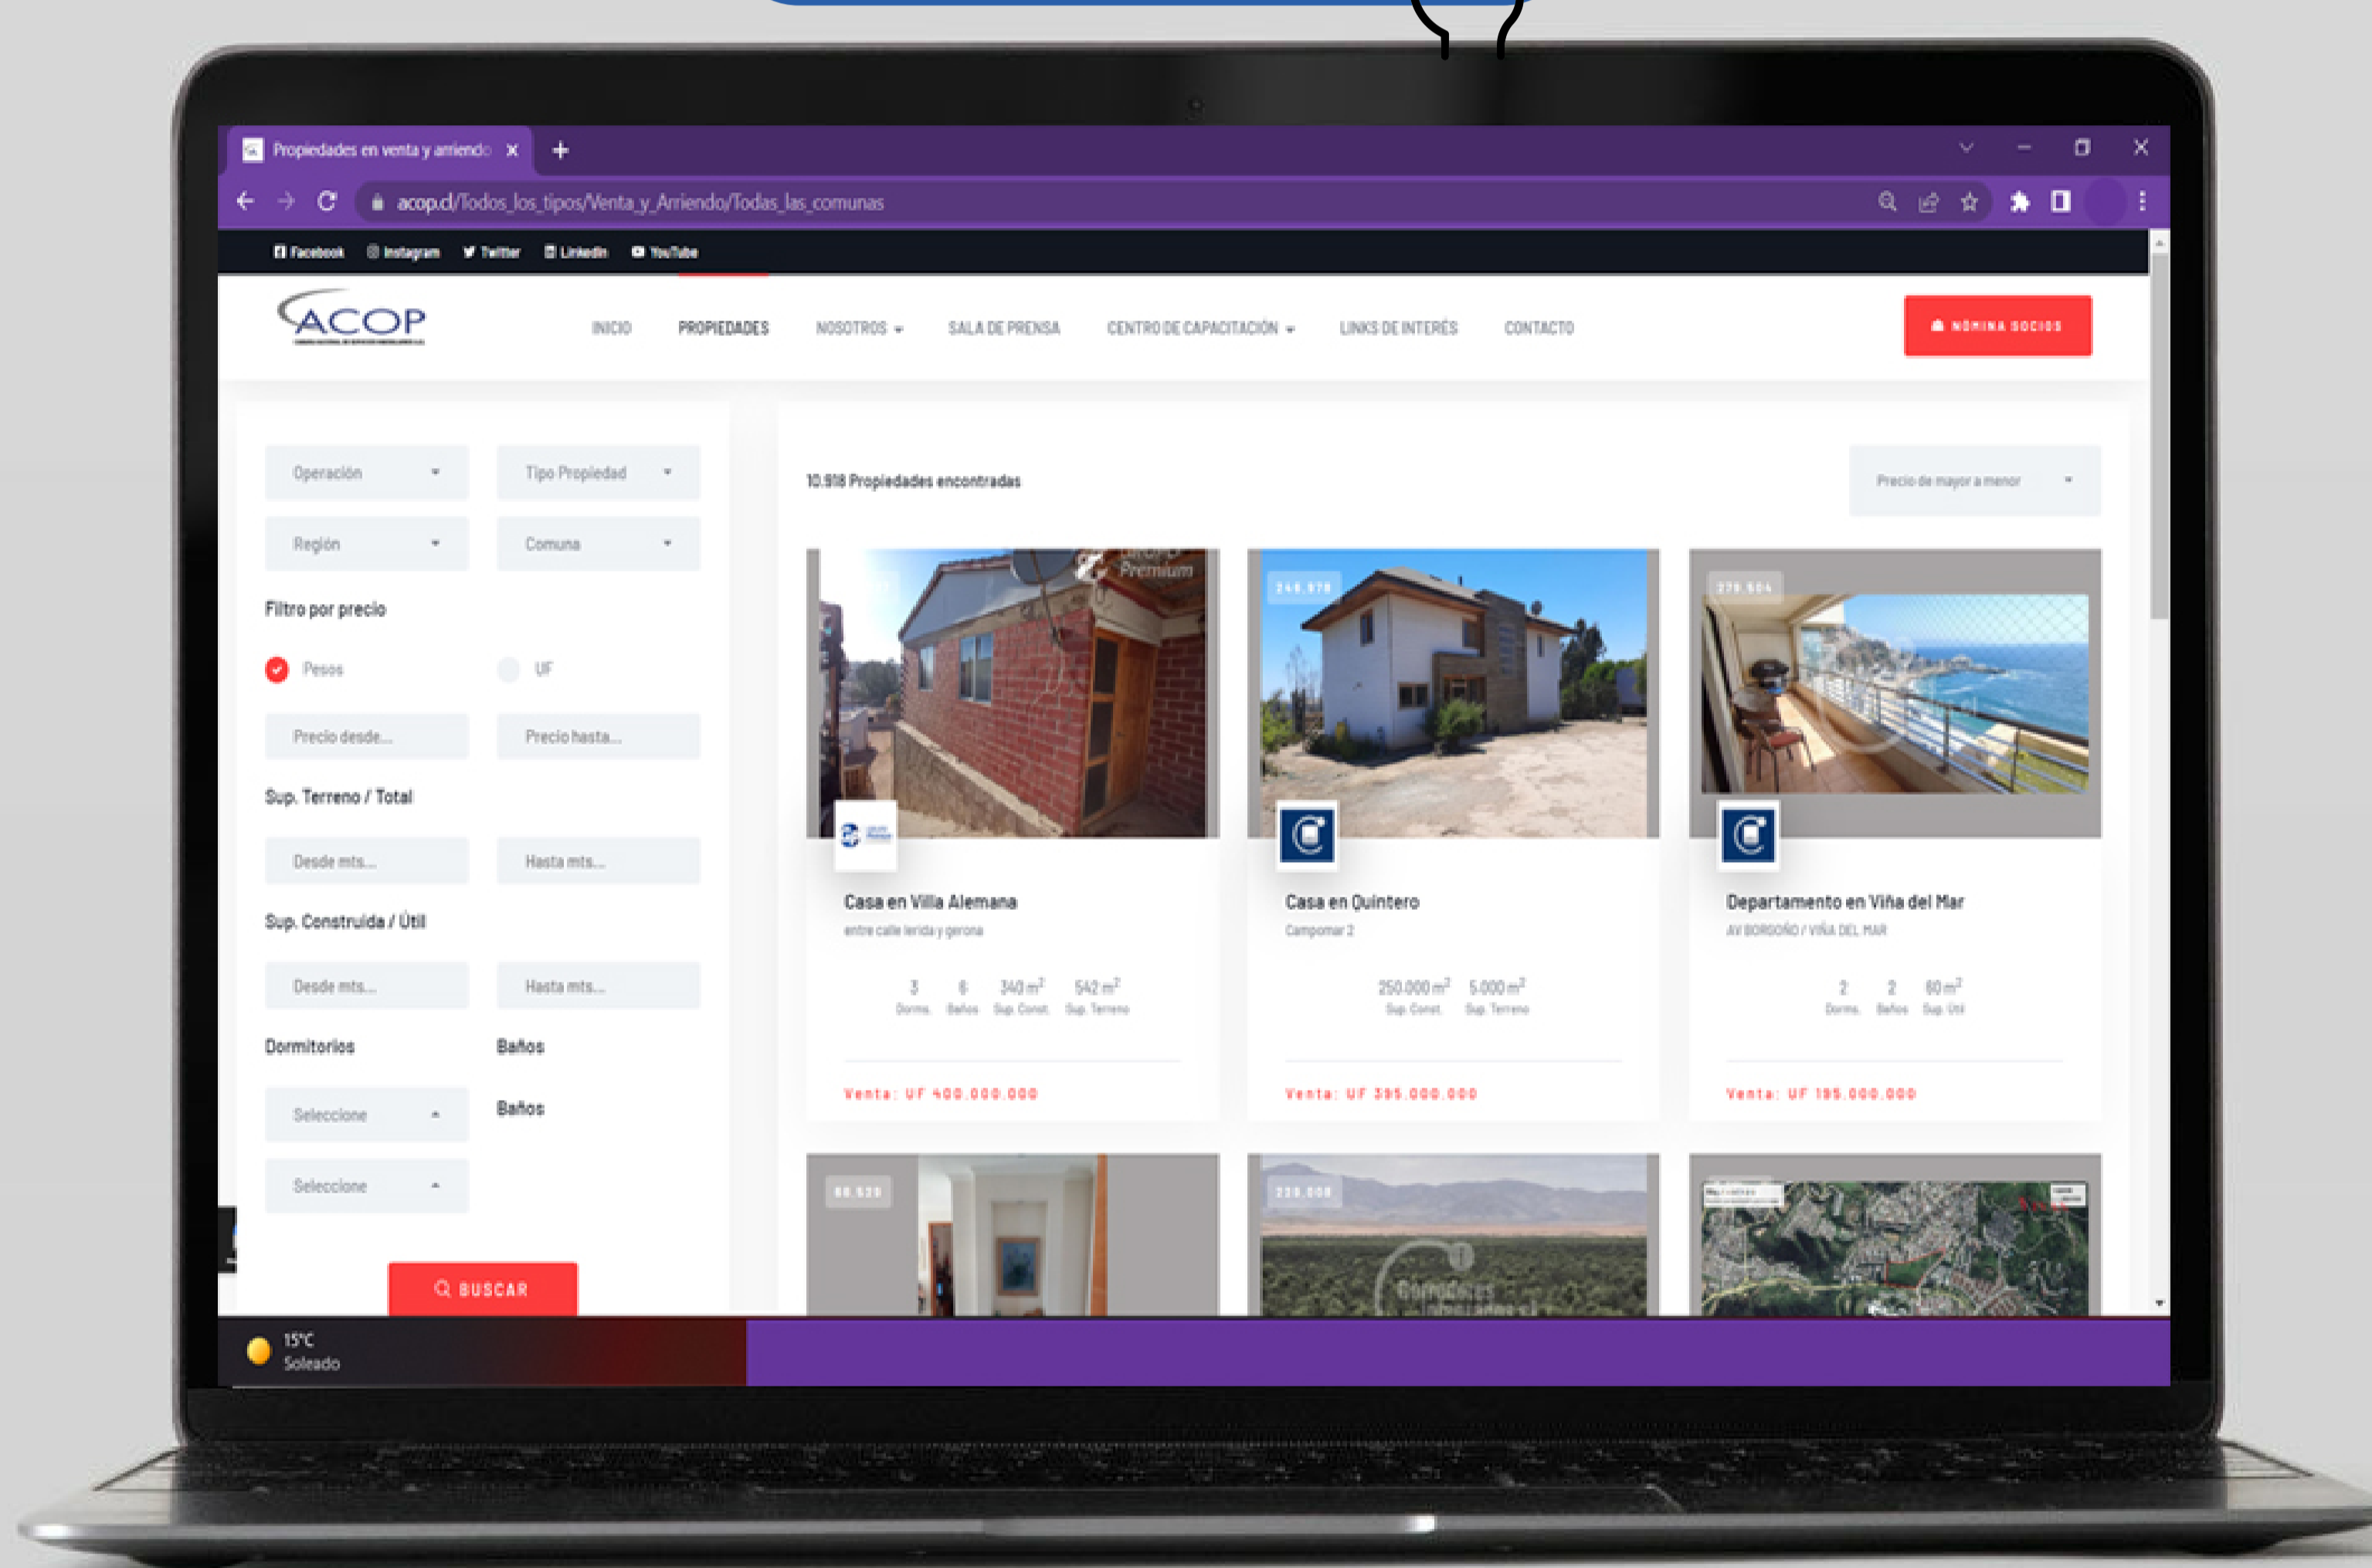 Propiedades en venta y arriendo
acop.cl/Todos_los_tipos/Venta_y_Arriendo/Todas_las_comunas
Facebook Instagram Twitter Linkedin YouTube
ACOP
INICIO PROPIEDADES NOSOTROS SALA DE PRENSA CENTRO DE CAPACITACIÓN LINKS DE INTERÉS CONTACTO
NÓMINA SOCIOS
Operación Tipo Propiedad
Región Comuna
Filtro por precio
Pesos UF
Precio desde... Precio hasta...
Sup. Terreno / Total
Desde mts... Hasta mts...
Sup. Construida / Útil
Desde mts... Hasta mts...
Dormitorios Baños
Seleccione Baños
Seleccione
BUSCAR
10.918 Propiedades encontradas
Precio de mayor a menor
Premium
246.978
279.504
Casa en Villa Alemana
entre calle lerida y gerona
3 6 340 m² 542 m²
Dorms. Baños Sup. Const. Sup. Terreno
Venta: UF 400.000.000
Casa en Quintero
Campomar 2
250.000 m² 5.000 m²
Sup. Const. Sup. Terreno
Venta: UF 395.000.000
Departamento en Viña del Mar
AV BORGOÑO / VIÑA DEL MAR
2 2 60 m²
Dorms. Baños Sup. Útil
Venta: UF 195.000.000
15°C
Soleado